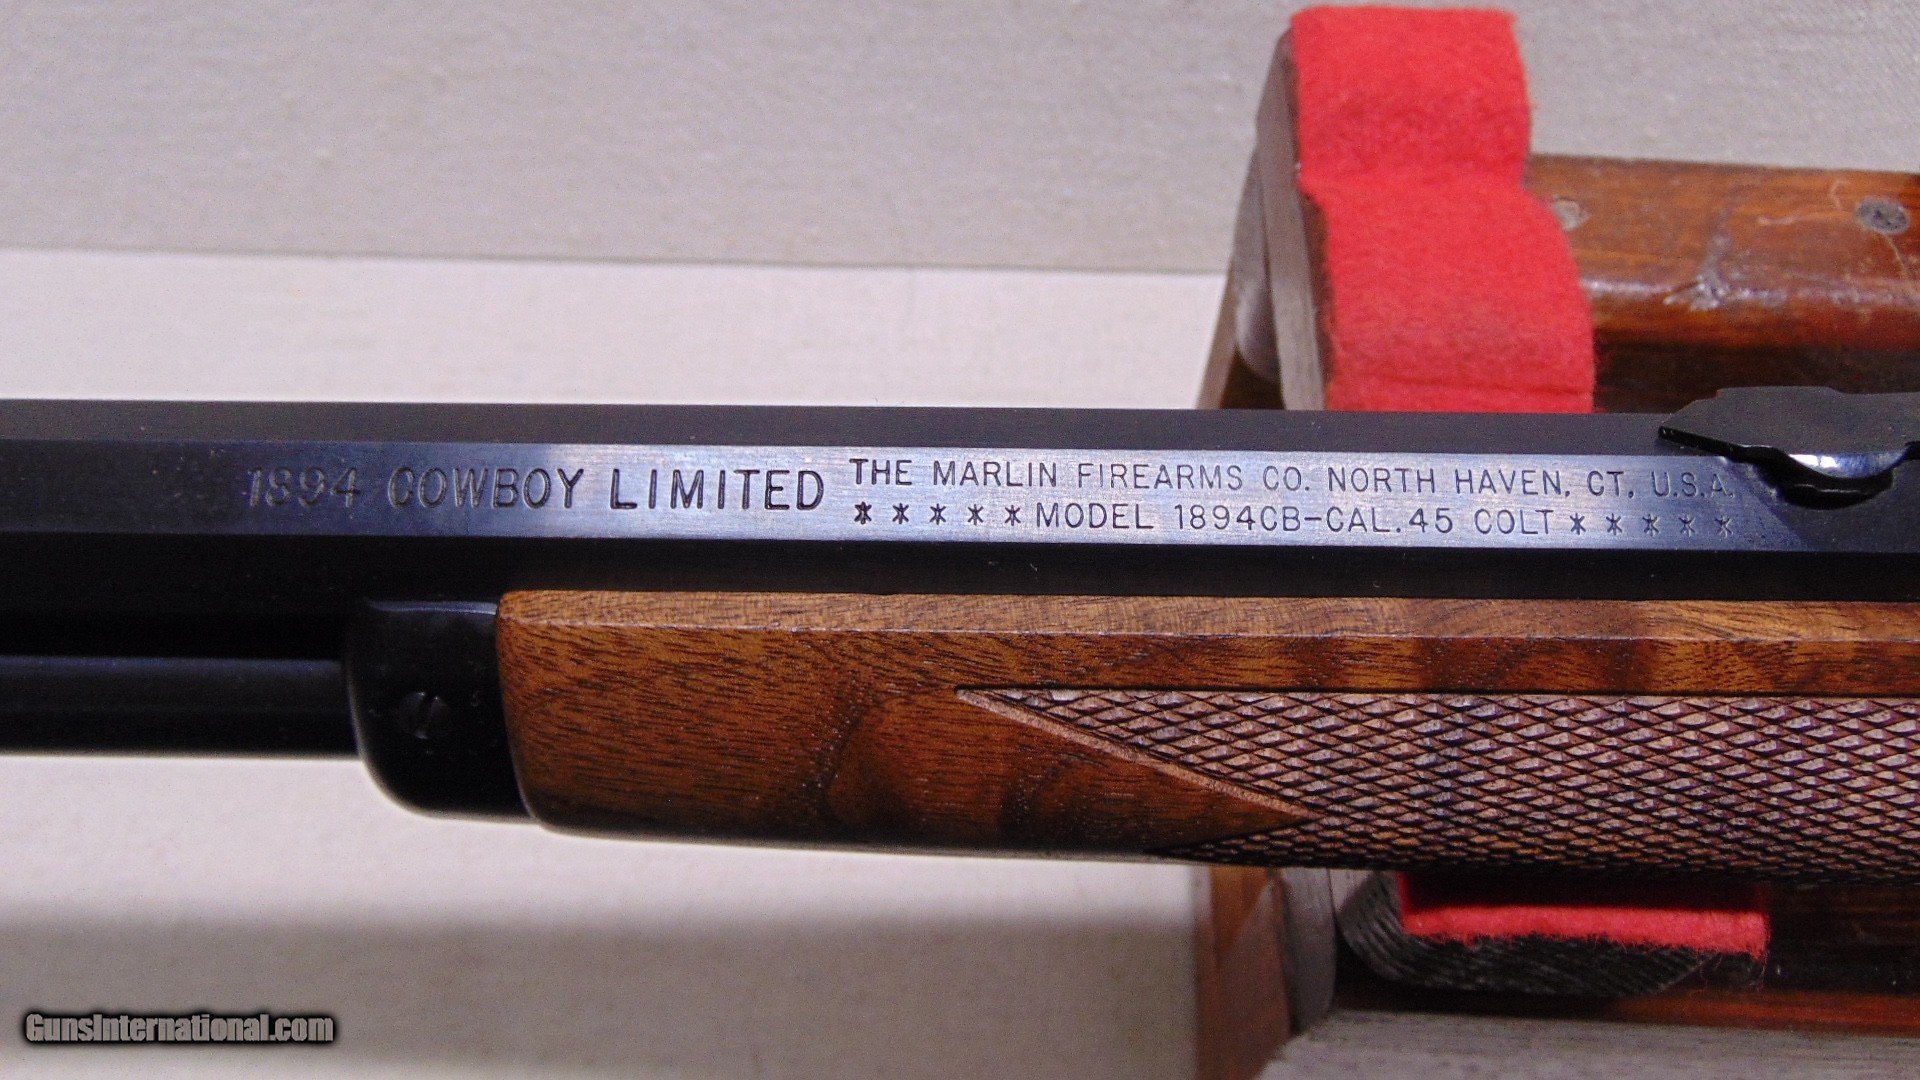 1894 COWBOY LIMITED
THE MARLIN FIREARMS CO. NORTH HAVEN, CT. U.S.A.
* * * * * MODEL 1894CB-CAL.45 COLT * * * * *
GunsInternational.com